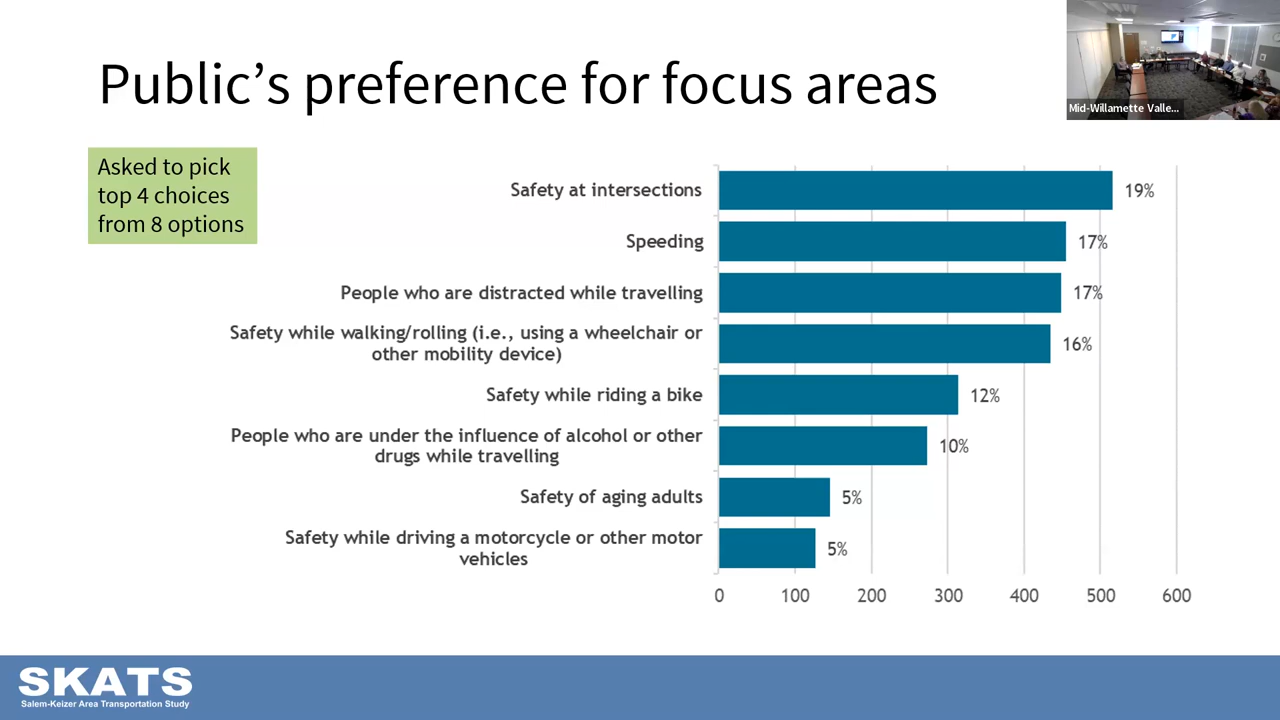 Public's preference for focus areas
Mid-Willamette Valle...
Asked to pick
top 4 choices
from 8 options
Safety at intersections
19%
Speeding
17%
People who are distracted while travelling
17%
Safety while walking/rolling (i.e., using a wheelchair or
other mobility device)
16%
Safety while riding a bike
12%
People who are under the influence of alcohol or other
drugs while travelling
10%
Safety of aging adults
5%
Safety while driving a motorcycle or other motor
vehicles
5%
0 100 200 300 400 500 600
SKATS
Salem-Keizer Area Transportation Study